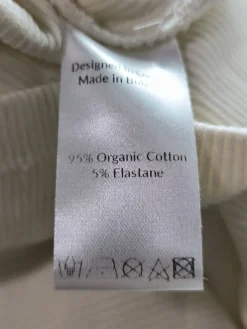 Designed in
Made in
95% Organic Cotton
5% Elastane